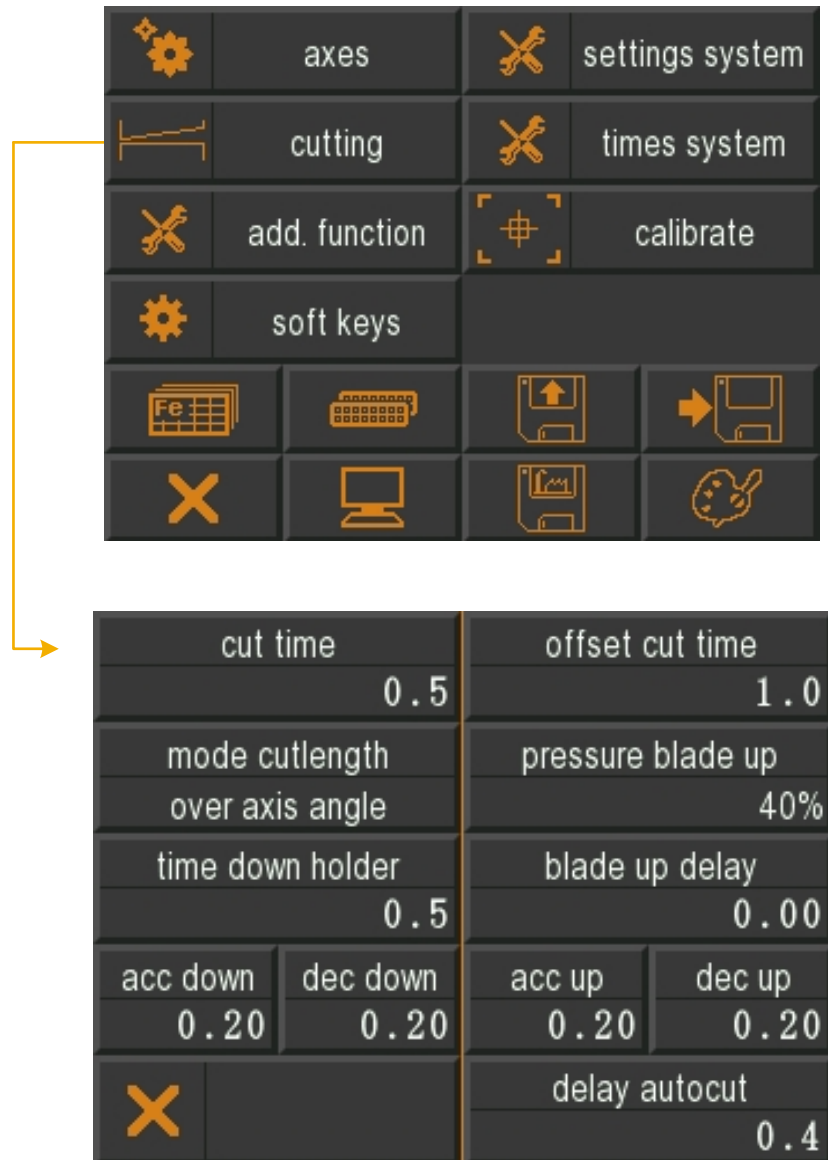 axes
settings system
cutting
times system
add. function
calibrate
soft keys
Fe
cut time
offset cut time
0.5
1.0
mode cutlength
pressure blade up
over axis angle
40%
time down holder
blade up delay
0.5
0.00
acc down
dec down
acc up
dec up
0.20
0.20
0.20
0.20
delay autocut
0.4